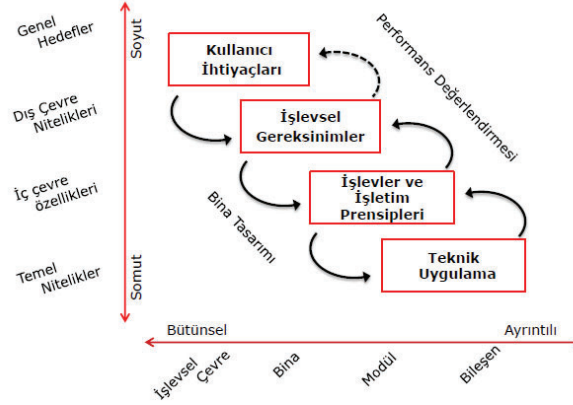 Genel
Hedefler
Soyut
Kullanıcı
İhtiyaçları
Performans Değerlendirmesi
Dış Çevre
Nitelikleri
İşlevsel
Gereksinimler
İç çevre
özellikleri
İşlevler ve
İşletim
Prensipleri
Bina Tasarımı
Temel
Nitelikler
Somut
Teknik
Uygulama
Bütünsel
Ayrıntılı
İşlevsel
Çevre
Bina
Modül
Bileşen